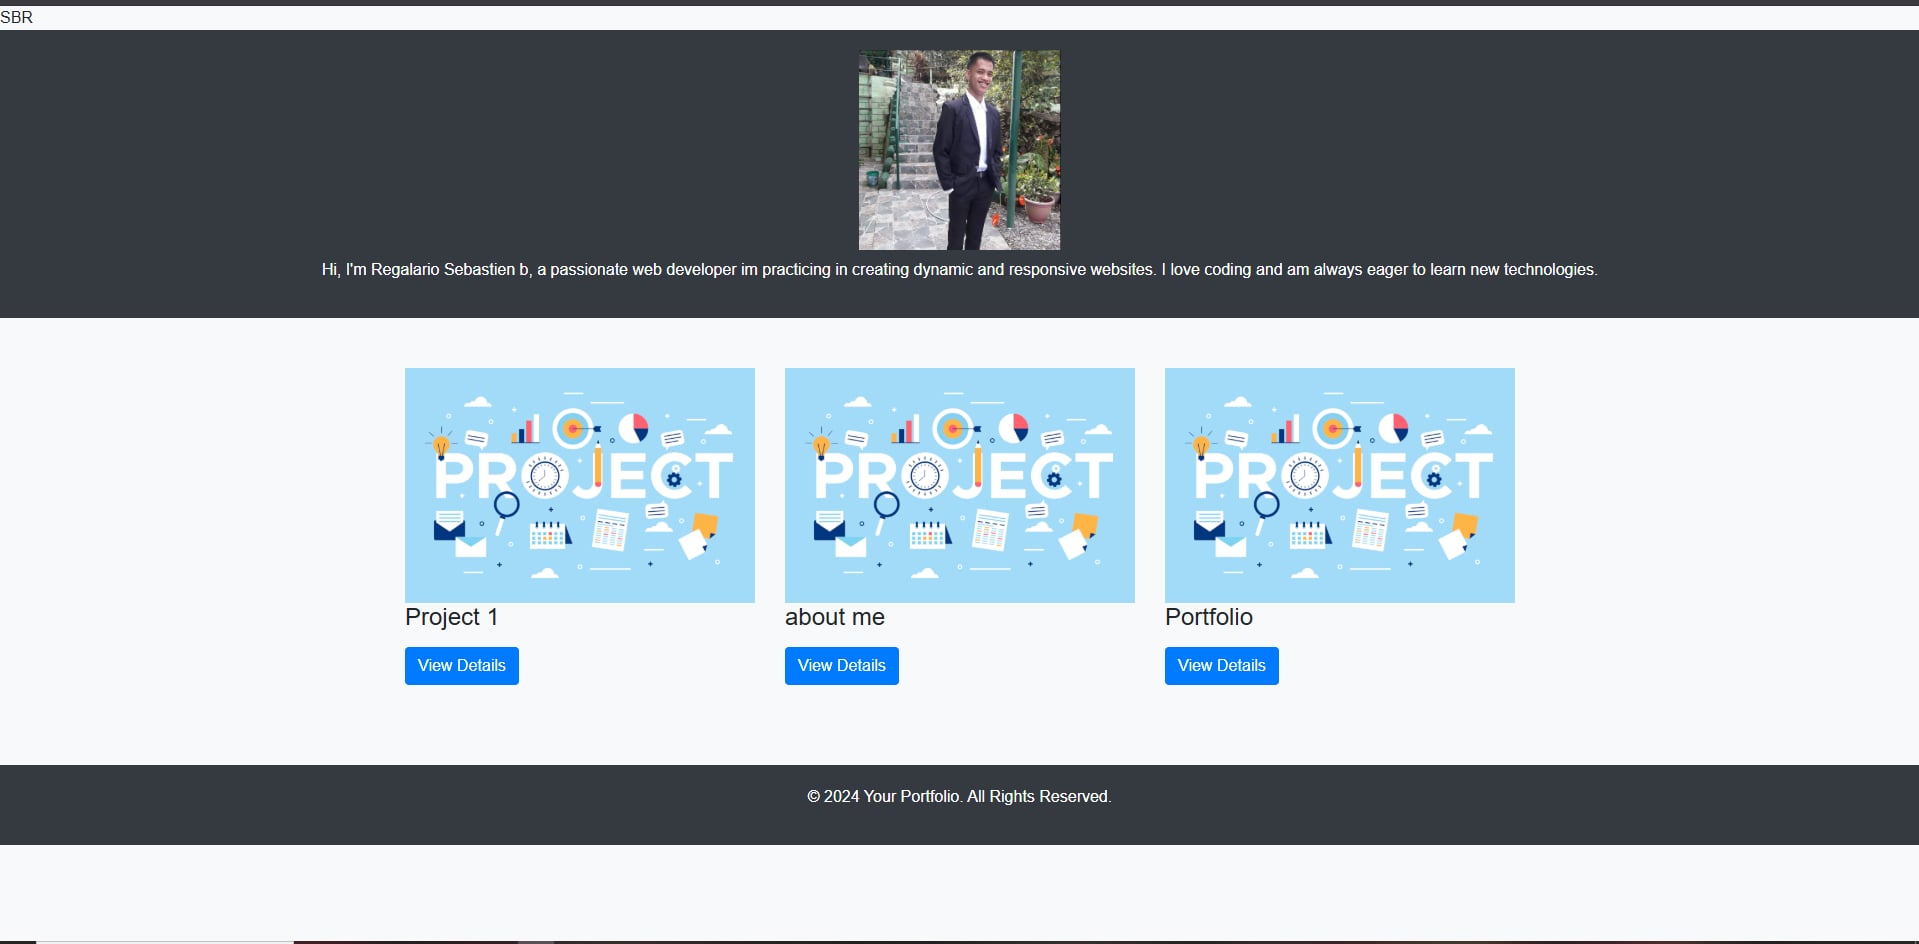 SBR
Hi, I'm Regalario Sebastien b, a passionate web developer im practicing in creating dynamic and responsive websites. I love coding and am always eager to learn new technologies.
PROJECT
PROJECT
PROJECT
Project 1
about me
Portfolio
View Details
View Details
View Details
© 2024 Your Portfolio. All Rights Reserved.